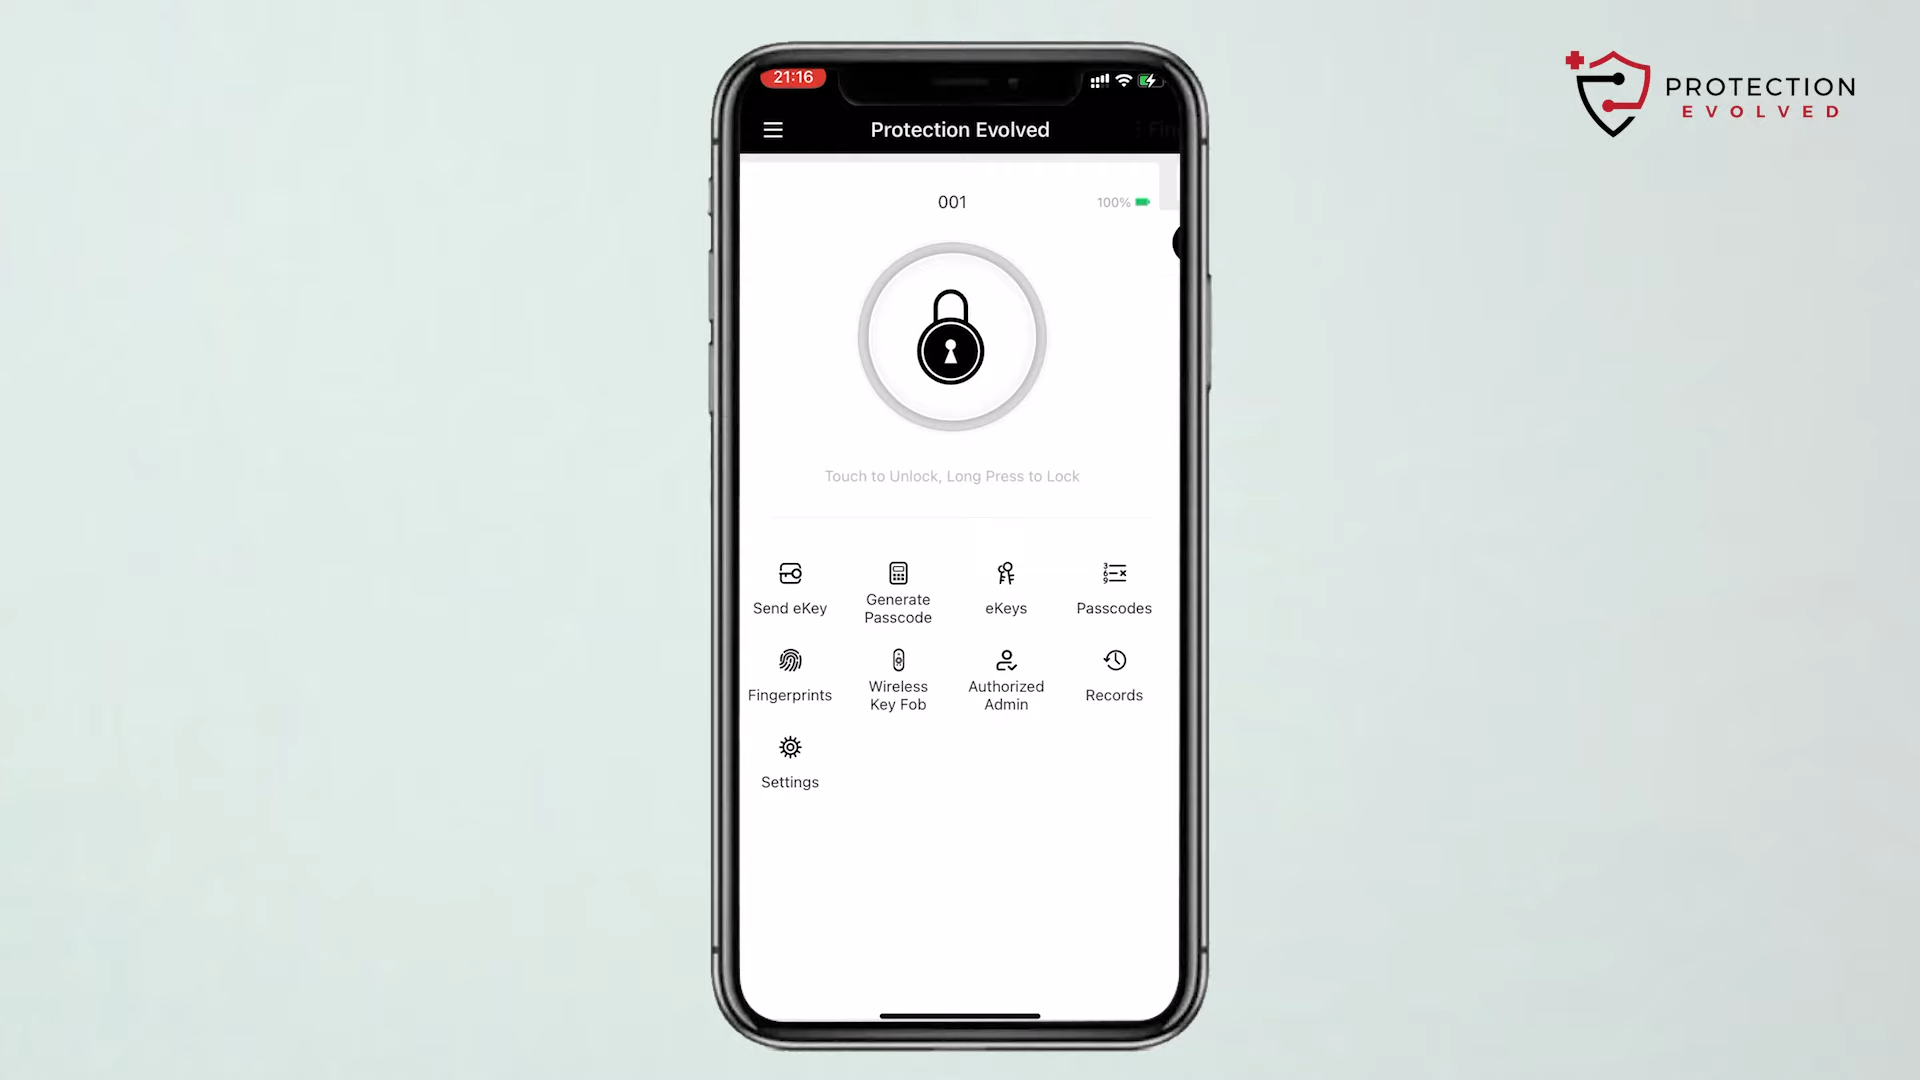 21:16
PROTECTION
EVOLVED
Protection Evolved
001
100%
Touch to Unlock, Long Press to Lock
Send eKey
Generate
Passcode
eKeys
Passcodes
Fingerprints
Wireless
Key Fob
Authorized
Admin
Records
Settings